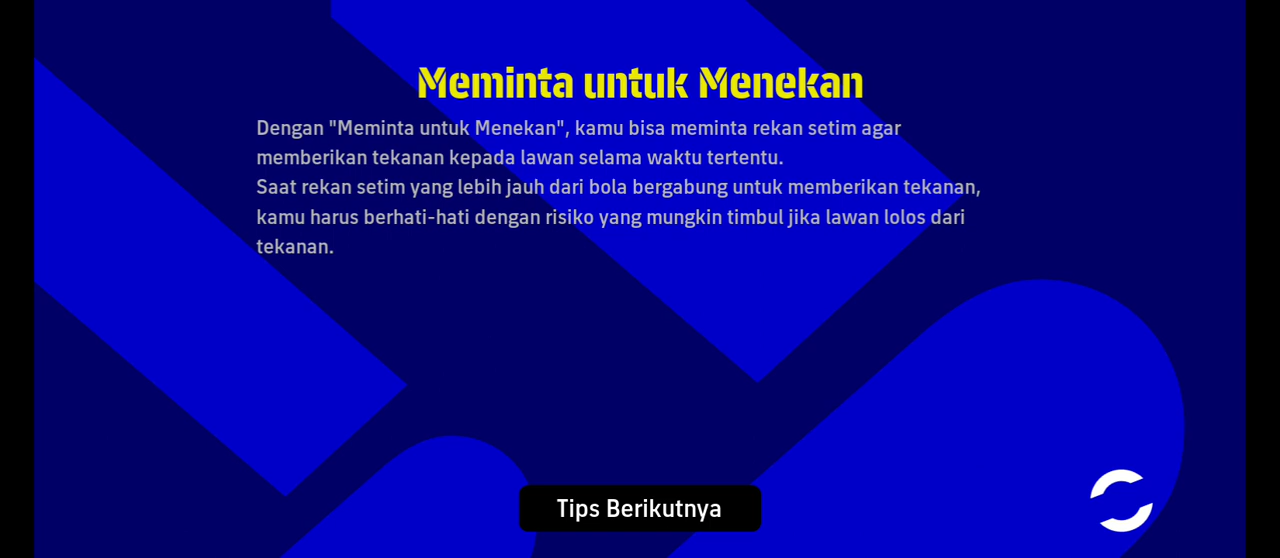 Meminta untuk Menekan
Dengan "Meminta untuk Menekan", kamu bisa meminta rekan setim agar
memberikan tekanan kepada lawan selama waktu tertentu.
Saat rekan setim yang lebih jauh dari bola bergabung untuk memberikan tekanan,
kamu harus berhati-hati dengan risiko yang mungkin timbul jika lawan lolos dari
tekanan.
Tips Berikutnya